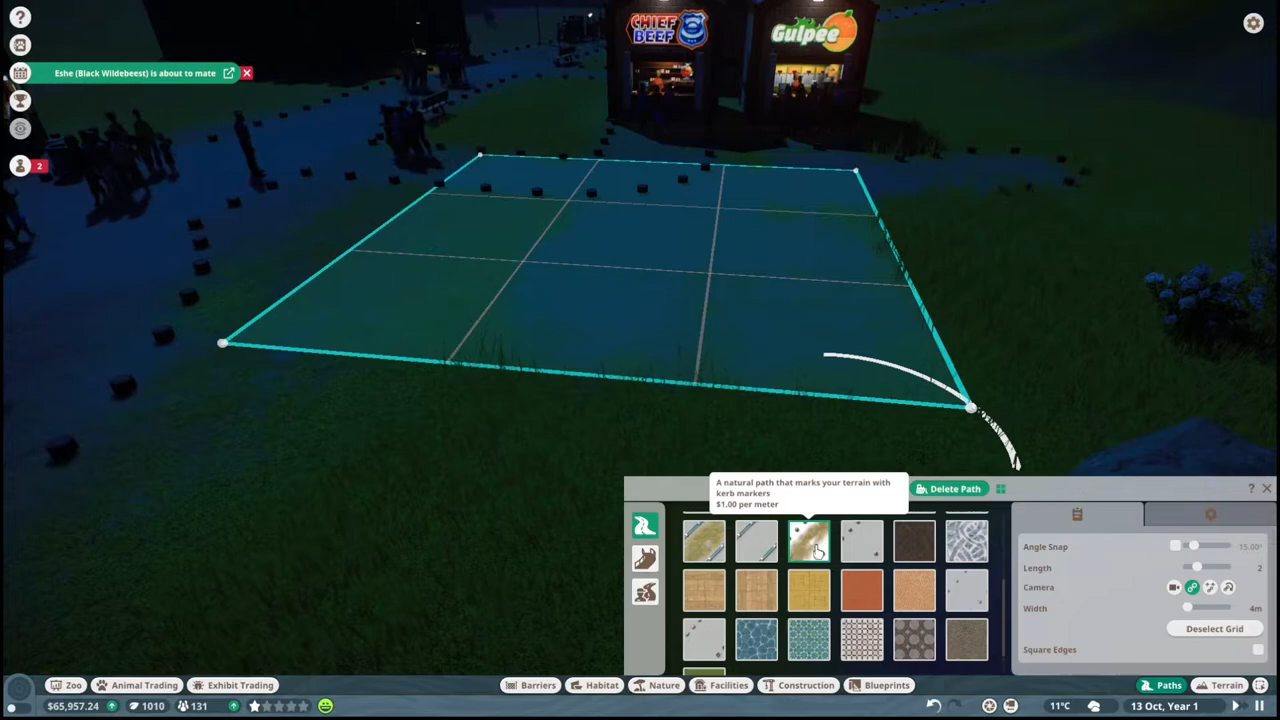 ?
CHIEF
BEEF
Gulpee
Eshe (Black Wildebeest) is about to mate
2
A natural path that marks your terrain with
kerb markers
$1.00 per meter
Delete Path
?
Angle Snap
15.00°
Length
2
Camera
Width
4m
Deselect Grid
Square Edges
Zoo
Animal Trading
Exhibit Trading
Barriers
Habitat
Nature
Facilities
Construction
Blueprints
Paths
Terrain
$65,957.24
1010
131
11°C
13 Oct, Year 1